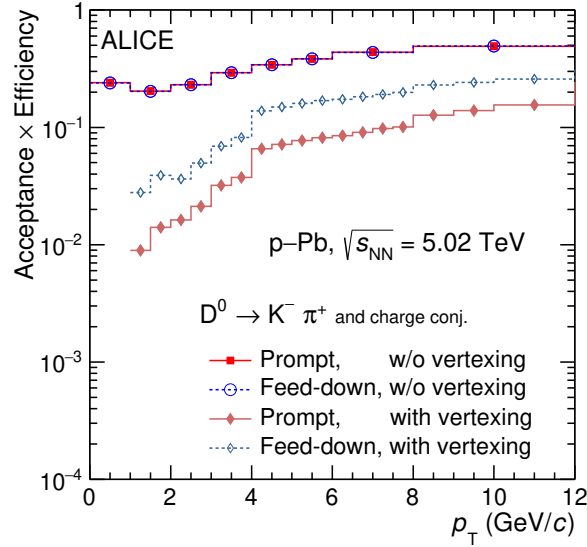 ALICE
Acceptance × Efficiency
1
10⁻¹
10⁻²
10⁻³
10⁻⁴
p–Pb, √s_NN = 5.02 TeV
D⁰ → K⁻ π⁺ and charge conj.
Prompt, w/o vertexing
Feed-down, w/o vertexing
Prompt, with vertexing
Feed-down, with vertexing
0 2 4 6 8 10 12
p_T (GeV/c)